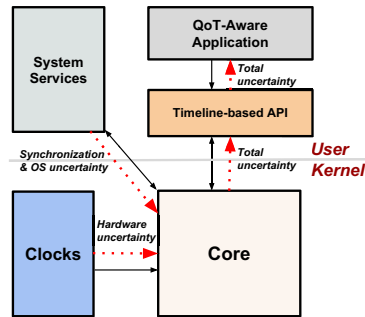 System
Services
QoT-Aware
Application
Total
uncertainty
Timeline-based API
Synchronization
& OS uncertainty
Total
uncertainty
User
Kernel
Clocks
Hardware
uncertainty
Core